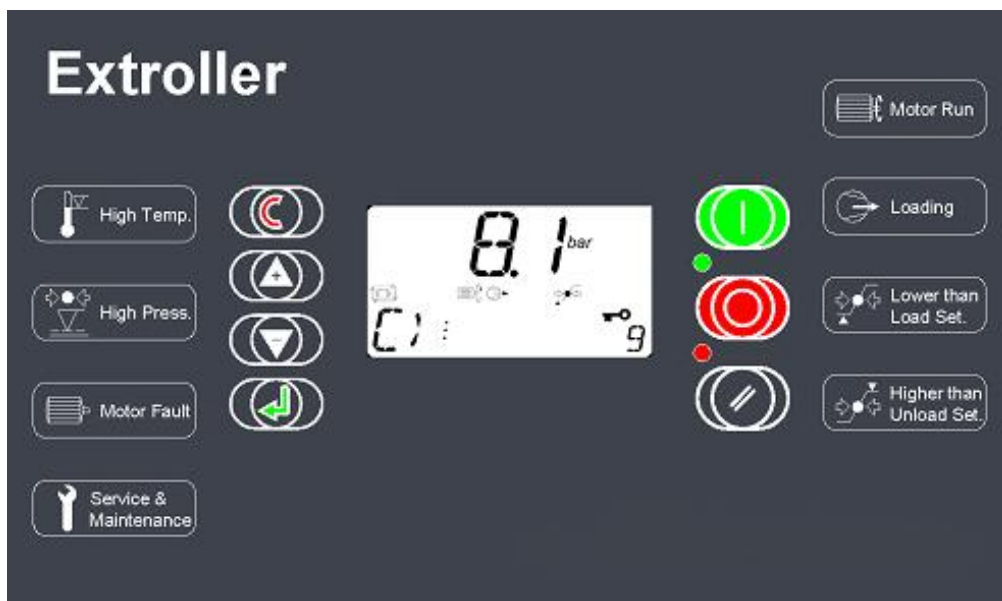 Extroller
Motor Run
High Temp.
Loading
8.1 bar
High Press.
Lower than
Load Set.
C) :
9
Motor Fault
Higher than
Unload Set.
Service &
Maintenance